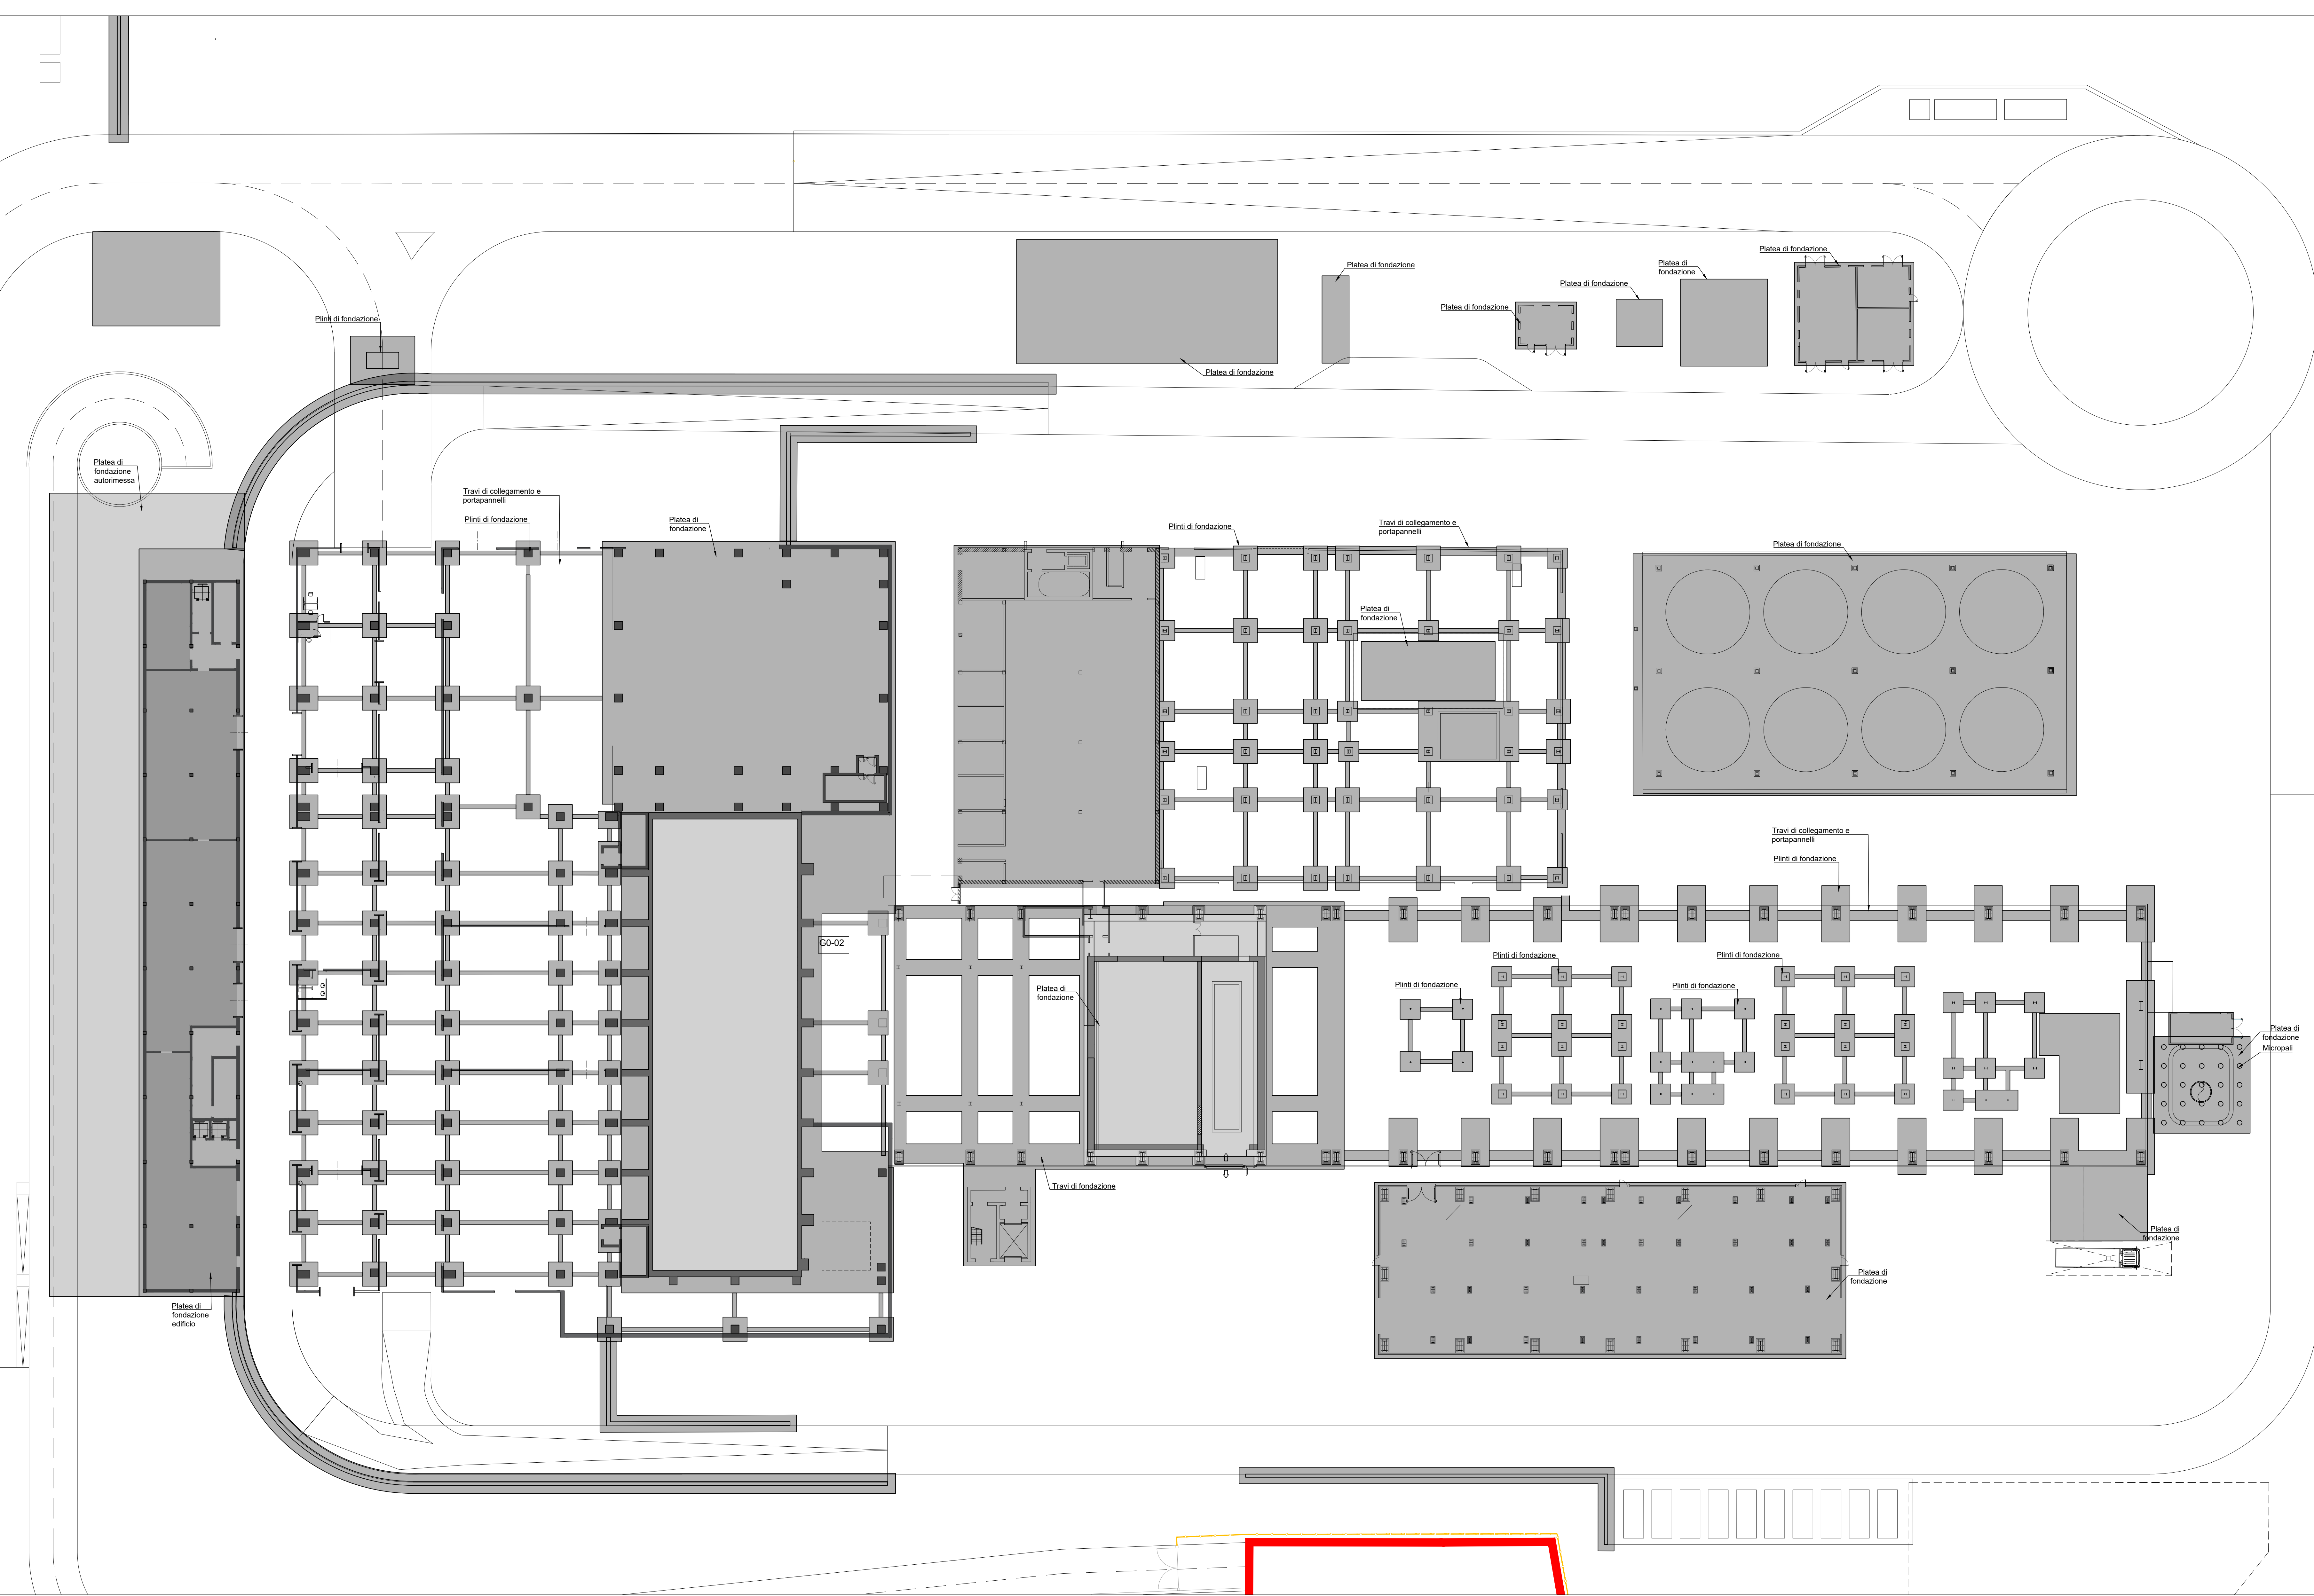 Platea di fondazione
Platea di fondazione
Platea di
fondazione
Platea di fondazione
Platea di fondazione
Plinti di fondazione
Platea di fondazione
Platea di
fondazione
autorimessa
Travi di collegamento e
portapannelli
Plinti di fondazione
Platea di
fondazione
Plinti di fondazione
Travi di collegamento e
portapannelli
Platea di fondazione
Platea di
fondazione
Travi di collegamento e
portapannelli
Plinti di fondazione
G0-02
Plinti di fondazione
Plinti di fondazione
Platea di
fondazione
Plinti di fondazione
Plinti di fondazione
Platea di
fondazione
Micropali
Travi di fondazione
Platea di
fondazione
Platea di
fondazione
Platea di
fondazione
edificio